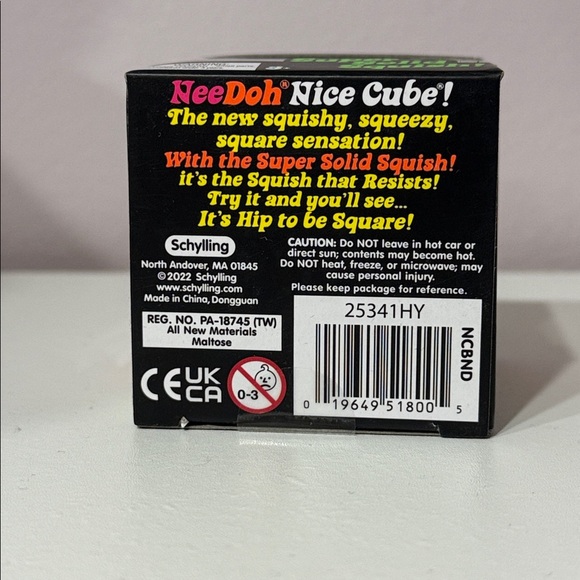 NeeDoh® Nice Cube®!
The new squishy, squeezy,
square sensation!
With the Super Solid Squish!
it's the Squish that Resists!
Try it and you'll see...
It's Hip to be Square!
Schylling
North Andover, MA 01845
© 2022 Schylling
www.schylling.com
Made in China, Dongguan
CAUTION: Do NOT leave in hot car or
direct sun; contents may become hot.
Do NOT heat, freeze, or microwave; may
cause personal injury.
Please keep package for reference.
REG. NO. PA-18745 (TW)
All New Materials
Maltose
CE UK
CA
0-3
25341HY
0 19649 51800 5
NCBND